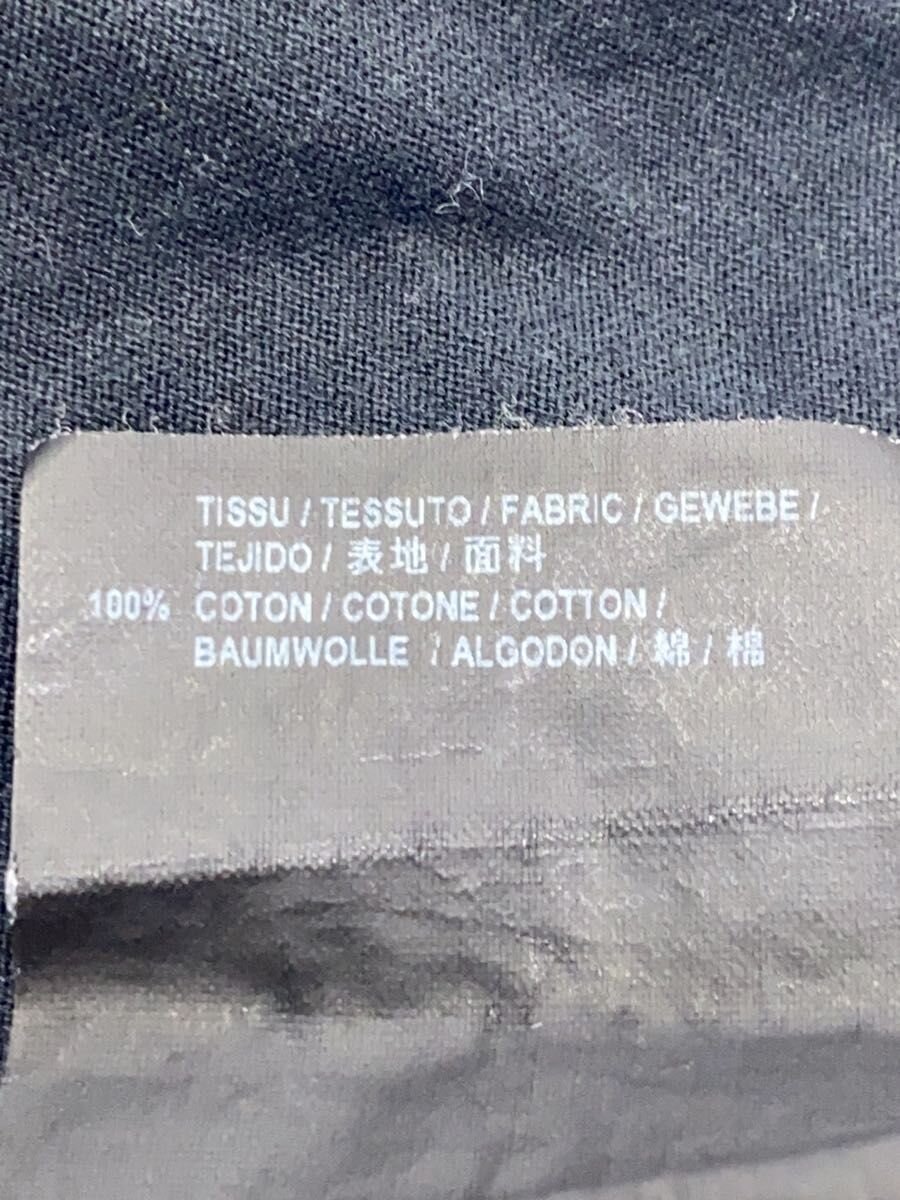 TISSU / TESSUTO / FABRIC / GEWEBE /
TEJIDO / 表地 / 面料
100% COTON / COTONE / COTTON /
BAUMWOLLE / ALGODON / 綿 / 棉